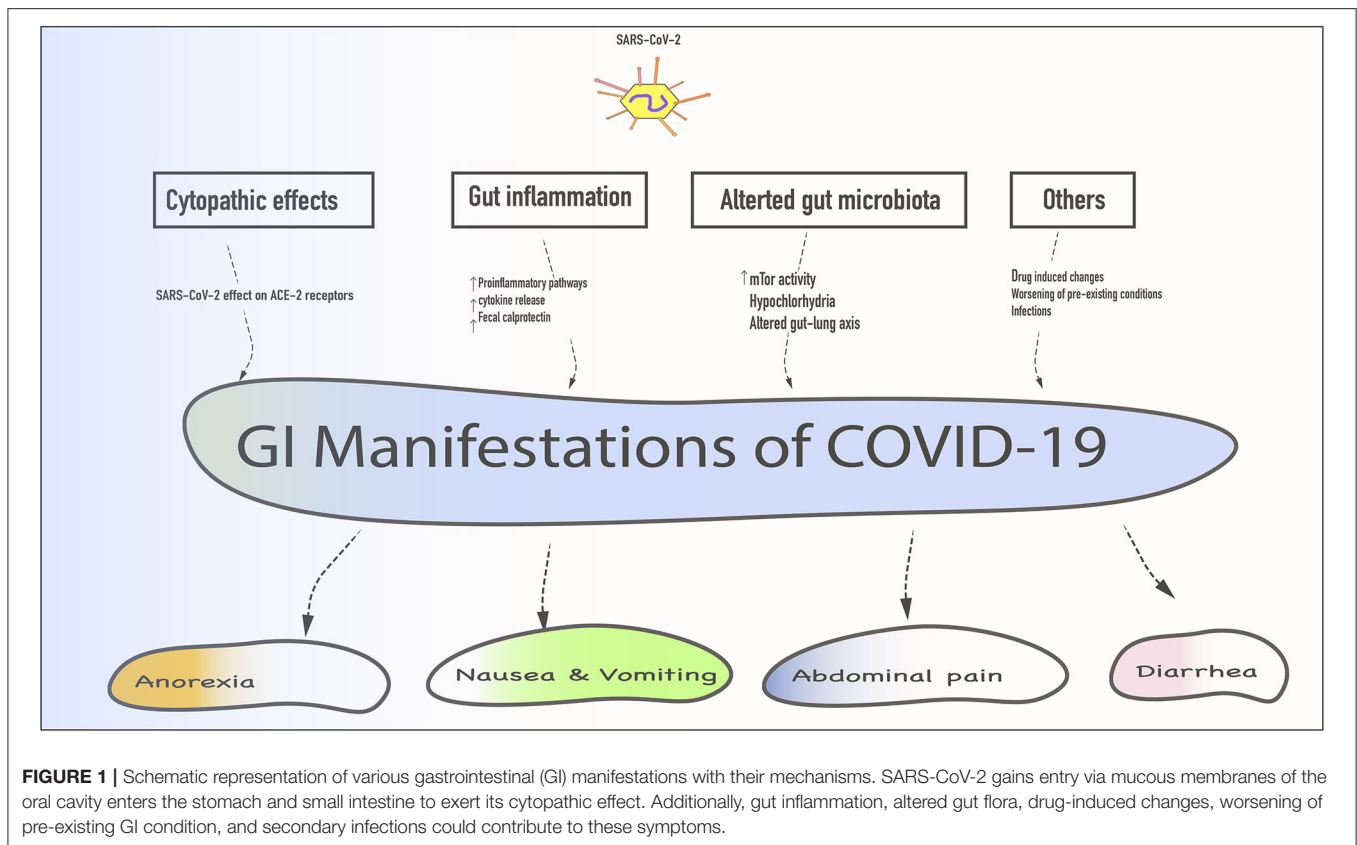 SARS-CoV-2
Cytopathic effects
Gut inflammation
Alterted gut microbiota
Others
SARS-CoV-2 effect on ACE-2 receptors
↑ Proinflammatory pathways
↑ cytokine release
↑ Fecal calprotectin
↑ mTor activity
Hypochlorhydria
Altered gut-lung axis
Drug induced changes
Worsening of pre-existing conditions
Infections
GI Manifestations of COVID-19
Anorexia
Nausea & Vomiting
Abdominal pain
Diarrhea
FIGURE 1 | Schematic representation of various gastrointestinal (GI) manifestations with their mechanisms. SARS-CoV-2 gains entry via mucous membranes of the
oral cavity enters the stomach and small intestine to exert its cytopathic effect. Additionally, gut inflammation, altered gut flora, drug-induced changes, worsening of
pre-existing GI condition, and secondary infections could contribute to these symptoms.